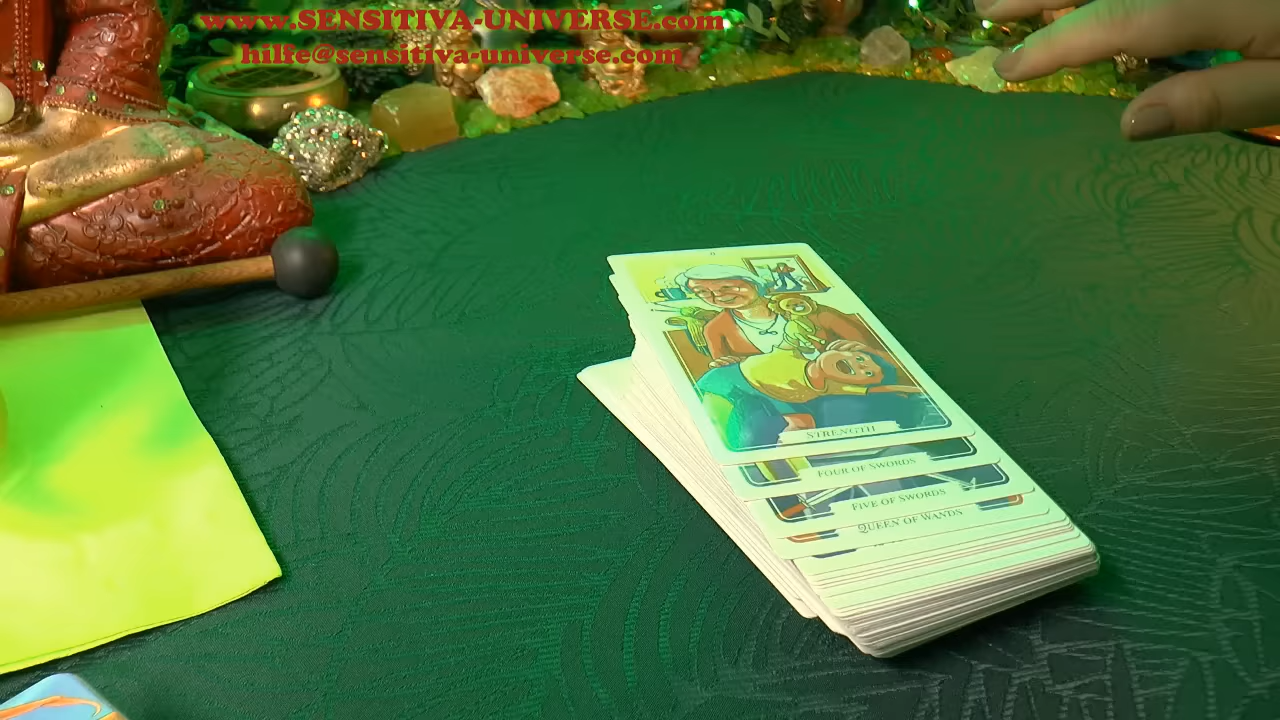 www.SENSITIVA-UNIVERSE.com
hilfe@sensitiva-universe.com
STRENGTH
FOUR OF SWORDS
FIVE OF SWORDS
QUEEN OF WANDS